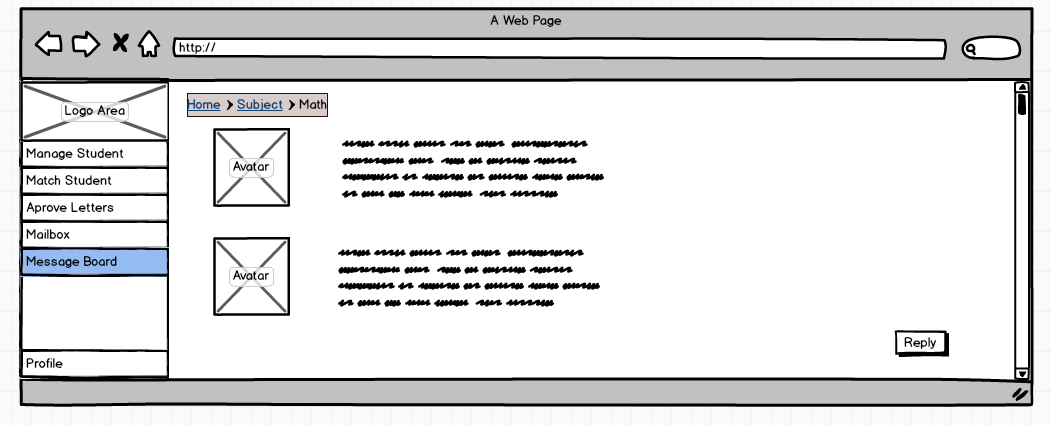 A Web Page
http://
Logo Area
Home > Subject > Math
Manage Student
Match Student
Aprove Letters
Mailbox
Message Board
Profile
Avatar
Avatar
Reply